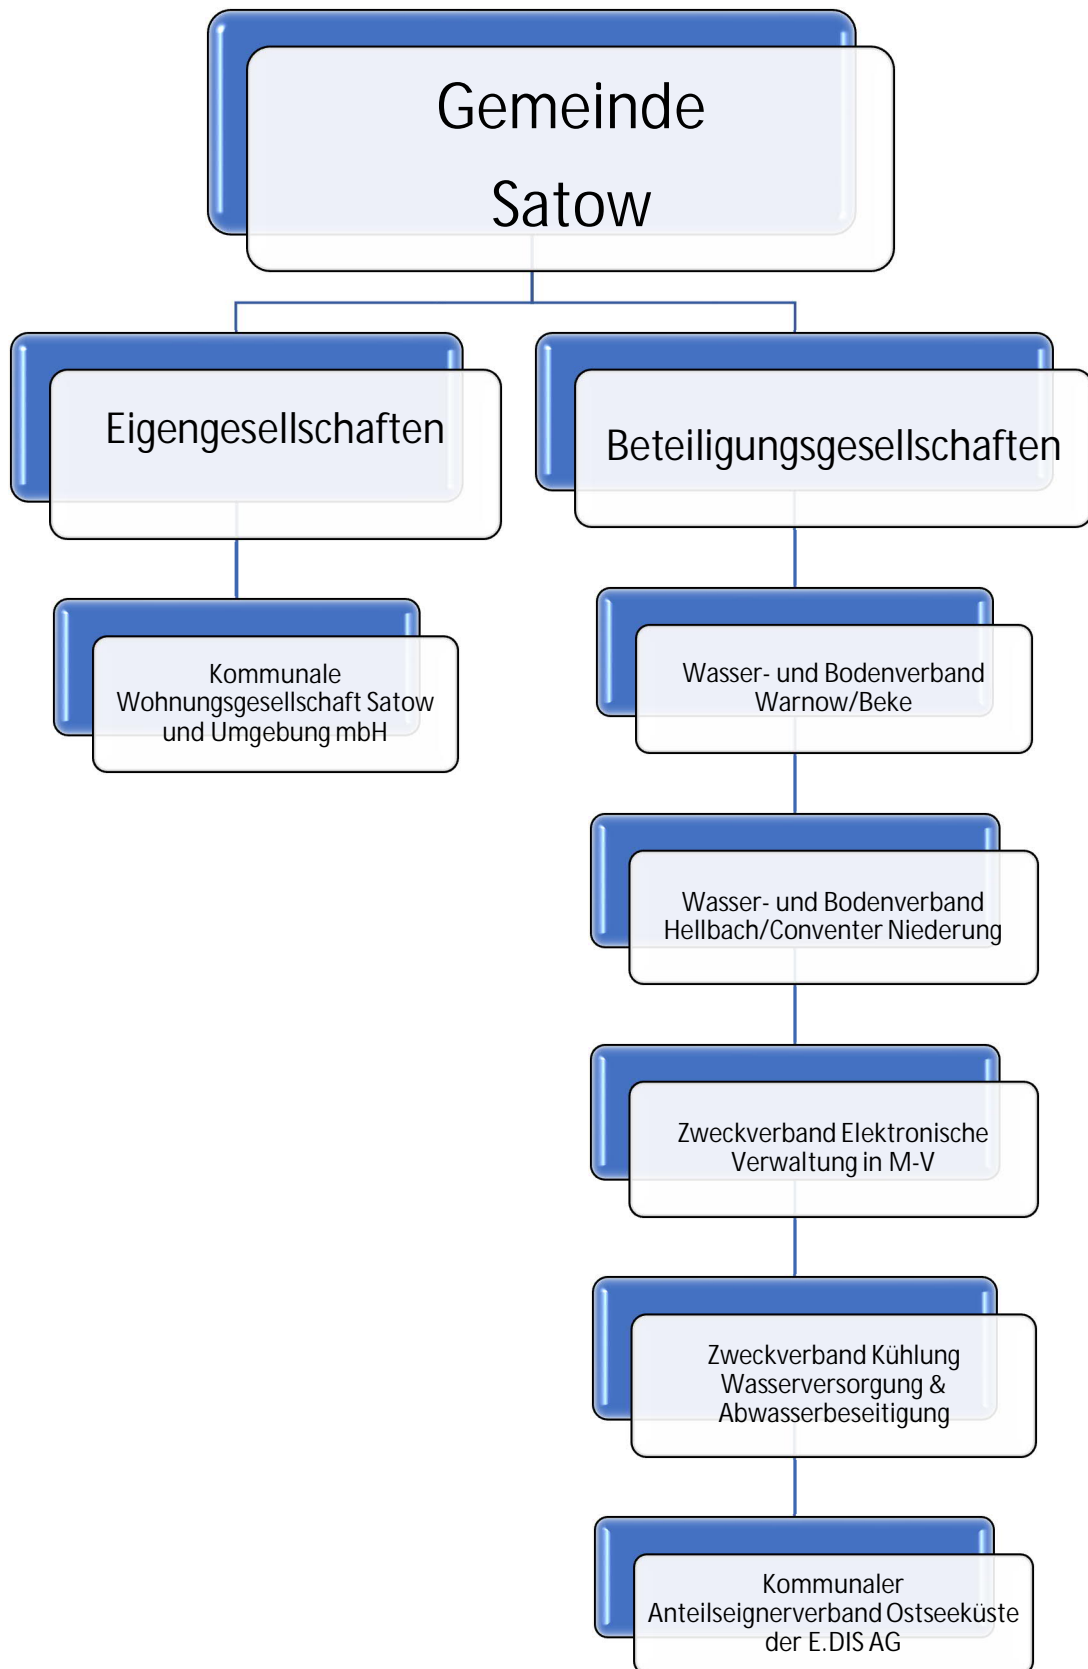 Gemeinde
Satow
Eigengesellschaften
Beteiligungsgesellschaften
Kommunale
Wohnungsgesellschaft Satow
und Umgebung mbH
Wasser- und Bodenverband
Warnow/Beke
Wasser- und Bodenverband
Hellbach/Conventer Niederung
Zweckverband Elektronische
Verwaltung in M-V
Zweckverband Kühlung
Wasserversorgung &
Abwasserbeseitigung
Kommunaler
Anteilseignerverband Ostseeküste
der E.DIS AG